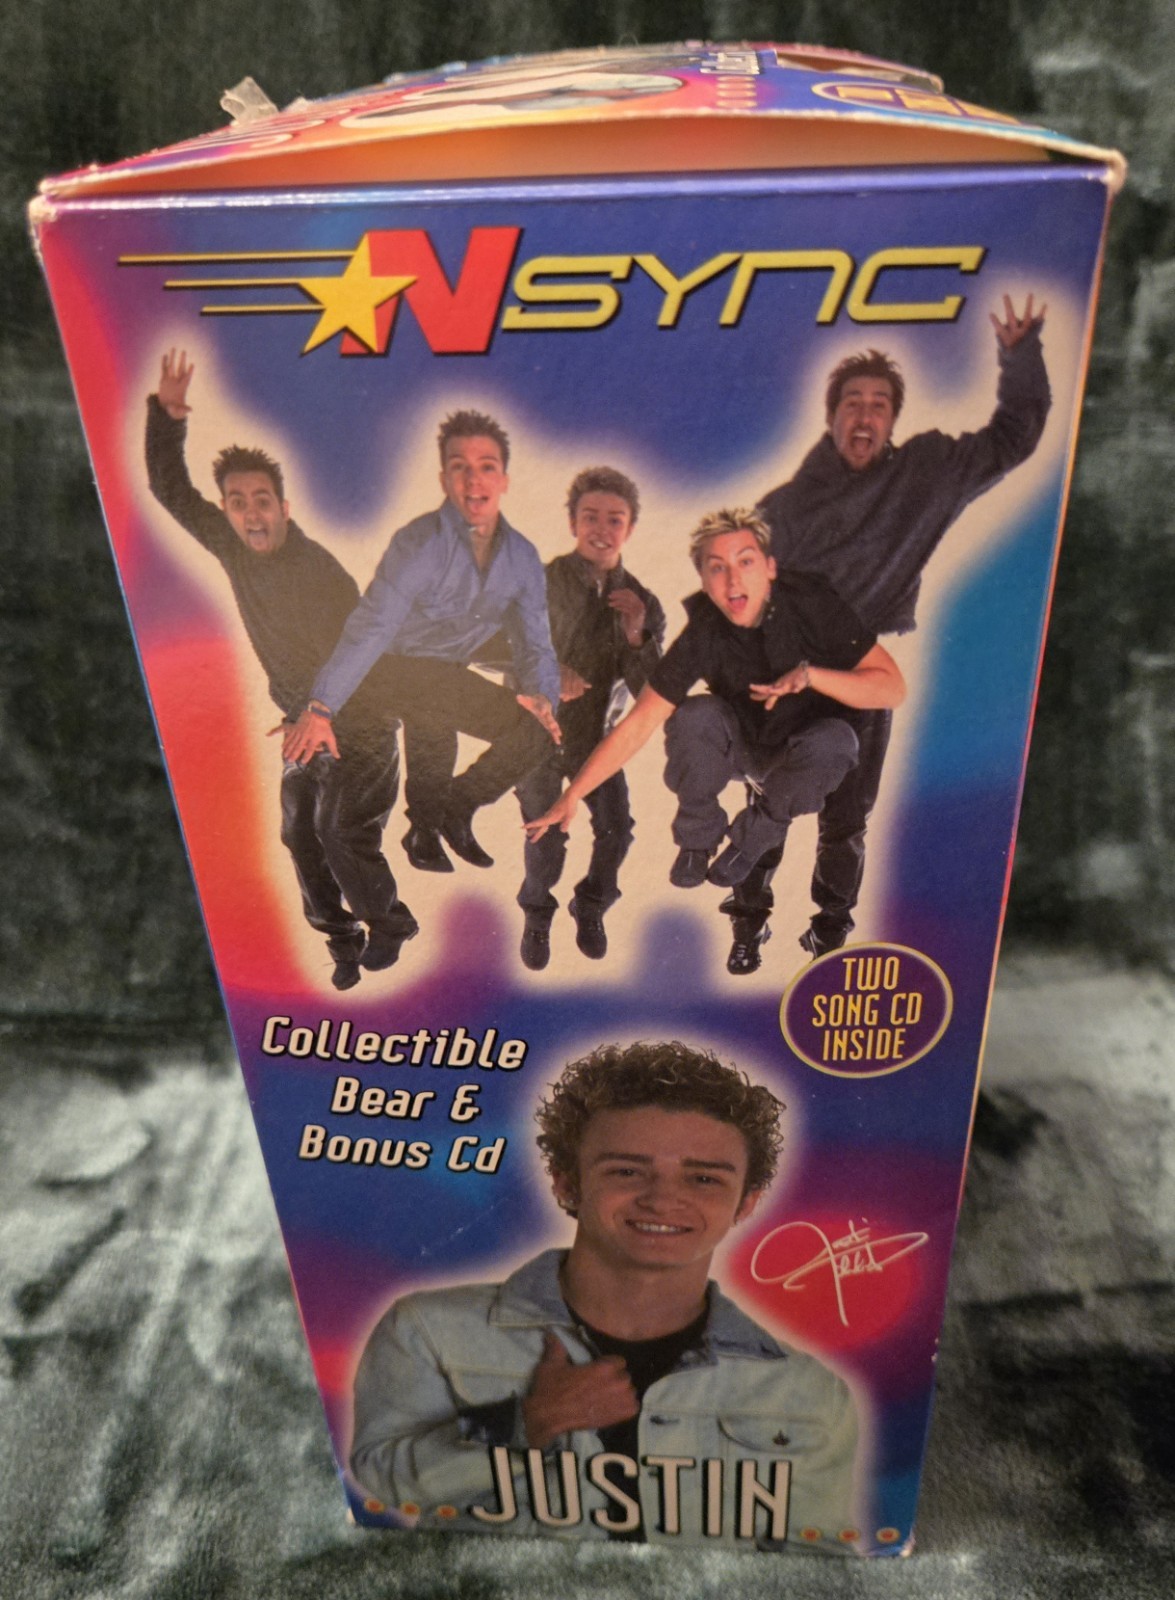 NSYNC
TWO
SONG CD
INSIDE
Collectible
Bear &
Bonus Cd
JUSTIN